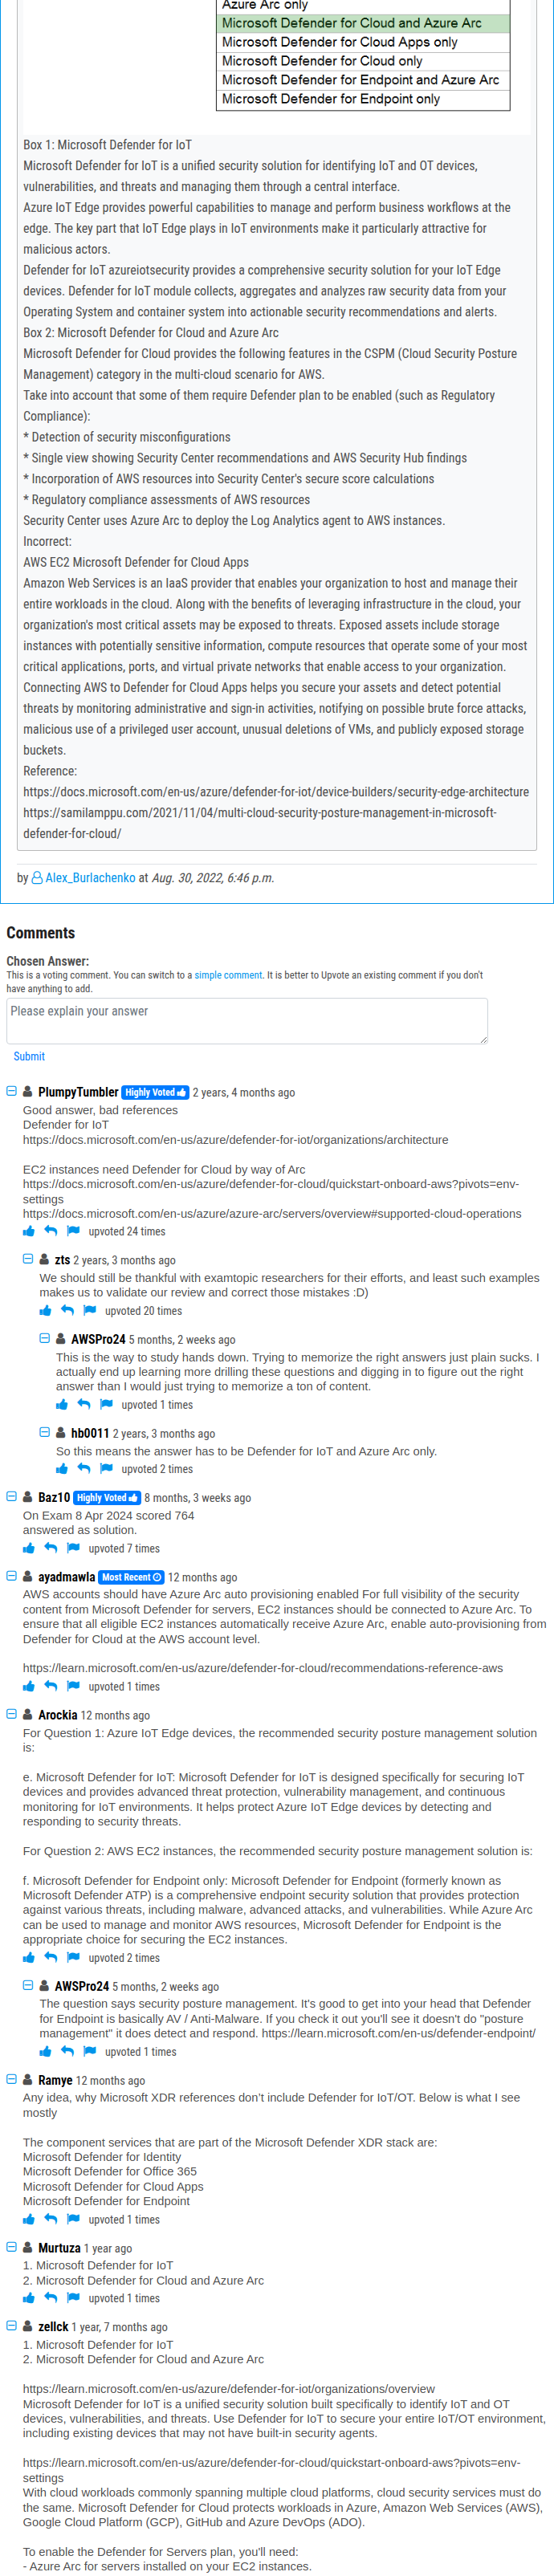 Azure Arc only
Microsoft Defender for Cloud and Azure Arc
Microsoft Defender for Cloud Apps only
Microsoft Defender for Cloud only
Microsoft Defender for Endpoint and Azure Arc
Microsoft Defender for Endpoint only
Box 1: Microsoft Defender for IoT
Microsoft Defender for IoT is a unified security solution for identifying IoT and OT devices,
vulnerabilities, and threats and managing them through a central interface.
Azure IoT Edge provides powerful capabilities to manage and perform business workflows at the
edge. The key part that IoT Edge plays in IoT environments make it particularly attractive for
malicious actors.
Defender for IoT azureiotsecurity provides a comprehensive security solution for your IoT Edge
devices. Defender for IoT module collects, aggregates and analyzes raw security data from your
Operating System and container system into actionable security recommendations and alerts.
Box 2: Microsoft Defender for Cloud and Azure Arc
Microsoft Defender for Cloud provides the following features in the CSPM (Cloud Security Posture
Management) category in the multi-cloud scenario for AWS.
Take into account that some of them require Defender plan to be enabled (such as Regulatory
Compliance):
* Detection of security misconfigurations
* Single view showing Security Center recommendations and AWS Security Hub findings
* Incorporation of AWS resources into Security Center's secure score calculations
* Regulatory compliance assessments of AWS resources
Security Center uses Azure Arc to deploy the Log Analytics agent to AWS instances.
Incorrect:
AWS EC2 Microsoft Defender for Cloud Apps
Amazon Web Services is an IaaS provider that enables your organization to host and manage their
entire workloads in the cloud. Along with the benefits of leveraging infrastructure in the cloud, your
organization's most critical assets may be exposed to threats. Exposed assets include storage
instances with potentially sensitive information, compute resources that operate some of your most
critical applications, ports, and virtual private networks that enable access to your organization.
Connecting AWS to Defender for Cloud Apps helps you secure your assets and detect potential
threats by monitoring administrative and sign-in activities, notifying on possible brute force attacks,
malicious use of a privileged user account, unusual deletions of VMs, and publicly exposed storage
buckets.
Reference:
https://docs.microsoft.com/en-us/azure/defender-for-iot/device-builders/security-edge-architecture
https://samilamppu.com/2021/11/04/multi-cloud-security-posture-management-in-microsoft-
defender-for-cloud/
by Alex_Burlachenko at Aug. 30, 2022, 6:46 p.m.
Comments
Chosen Answer:
This is a voting comment. You can switch to a simple comment. It is better to Upvote an existing comment if you don't
have anything to add.
Please explain your answer
Submit
PlumpyTumbler Highly Voted 2 years, 4 months ago
Good answer, bad references
Defender for IoT
https://docs.microsoft.com/en-us/azure/defender-for-iot/organizations/architecture
EC2 instances need Defender for Cloud by way of Arc
https://docs.microsoft.com/en-us/azure/defender-for-cloud/quickstart-onboard-aws?pivots=env-
settings
https://docs.microsoft.com/en-us/azure/azure-arc/servers/overview#supported-cloud-operations
upvoted 24 times
zts 2 years, 3 months ago
We should still be thankful with examtopic researchers for their efforts, and least such examples
makes us to validate our review and correct those mistakes :D)
upvoted 20 times
AWSPro24 5 months, 2 weeks ago
This is the way to study hands down. Trying to memorize the right answers just plain sucks. I
actually end up learning more drilling these questions and digging in to figure out the right
answer than I would just trying to memorize a ton of content.
upvoted 1 times
hb0011 2 years, 3 months ago
So this means the answer has to be Defender for IoT and Azure Arc only.
upvoted 2 times
Baz10 Highly Voted 8 months, 3 weeks ago
On Exam 8 Apr 2024 scored 764
answered as solution.
upvoted 7 times
ayadmawla Most Recent 12 months ago
AWS accounts should have Azure Arc auto provisioning enabled For full visibility of the security
content from Microsoft Defender for servers, EC2 instances should be connected to Azure Arc. To
ensure that all eligible EC2 instances automatically receive Azure Arc, enable auto-provisioning from
Defender for Cloud at the AWS account level.
https://learn.microsoft.com/en-us/azure/defender-for-cloud/recommendations-reference-aws
upvoted 1 times
Arockia 12 months ago
For Question 1: Azure IoT Edge devices, the recommended security posture management solution
is:
e. Microsoft Defender for IoT: Microsoft Defender for IoT is designed specifically for securing IoT
devices and provides advanced threat protection, vulnerability management, and continuous
monitoring for IoT environments. It helps protect Azure IoT Edge devices by detecting and
responding to security threats.
For Question 2: AWS EC2 instances, the recommended security posture management solution is:
f. Microsoft Defender for Endpoint only: Microsoft Defender for Endpoint (formerly known as
Microsoft Defender ATP) is a comprehensive endpoint security solution that provides protection
against various threats, including malware, advanced attacks, and vulnerabilities. While Azure Arc
can be used to manage and monitor AWS resources, Microsoft Defender for Endpoint is the
appropriate choice for securing the EC2 instances.
upvoted 2 times
AWSPro24 5 months, 2 weeks ago
The question says security posture management. It's good to get into your head that Defender
for Endpoint is basically AV / Anti-Malware. If you check it out you'll see it doesn't do "posture
management" it does detect and respond. https://learn.microsoft.com/en-us/defender-endpoint/
upvoted 1 times
Ramye 12 months ago
Any idea, why Microsoft XDR references don't include Defender for IoT/OT. Below is what I see
mostly
The component services that are part of the Microsoft Defender XDR stack are:
Microsoft Defender for Identity
Microsoft Defender for Office 365
Microsoft Defender for Cloud Apps
Microsoft Defender for Endpoint
upvoted 1 times
Murtuza 1 year ago
1. Microsoft Defender for IoT
2. Microsoft Defender for Cloud and Azure Arc
upvoted 1 times
zellck 1 year, 7 months ago
1. Microsoft Defender for IoT
2. Microsoft Defender for Cloud and Azure Arc
https://learn.microsoft.com/en-us/azure/defender-for-iot/organizations/overview
Microsoft Defender for IoT is a unified security solution built specifically to identify IoT and OT
devices, vulnerabilities, and threats. Use Defender for IoT to secure your entire IoT/OT environment,
including existing devices that may not have built-in security agents.
https://learn.microsoft.com/en-us/azure/defender-for-cloud/quickstart-onboard-aws?pivots=env-
settings
With cloud workloads commonly spanning multiple cloud platforms, cloud security services must do
the same. Microsoft Defender for Cloud protects workloads in Azure, Amazon Web Services (AWS),
Google Cloud Platform (GCP), GitHub and Azure DevOps (ADO).
To enable the Defender for Servers plan, you'll need:
- Azure Arc for servers installed on your EC2 instances.